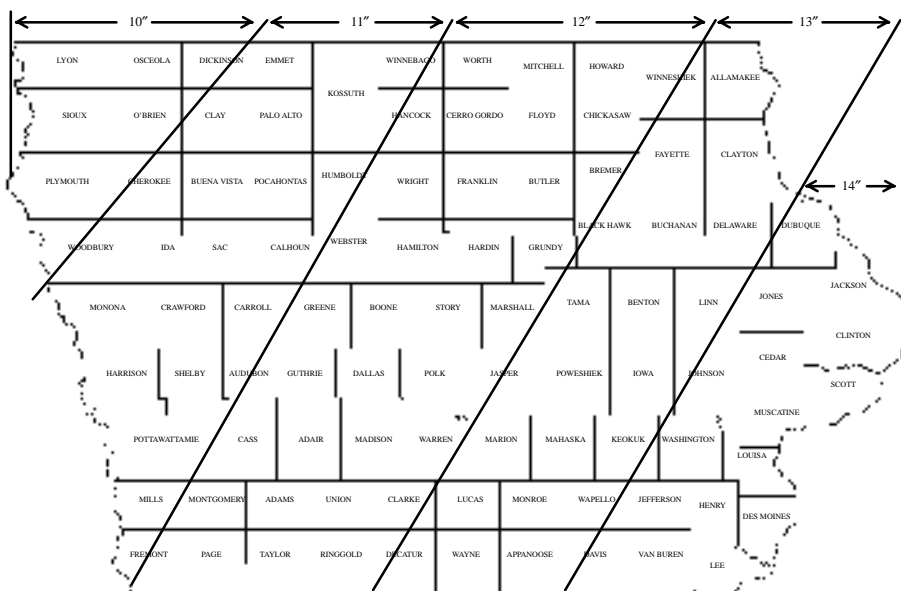 10″ 11″ 12″ 13″
LYON OSCEOLA DICKINSON EMMET WINNEBAGO WORTH MITCHELL HOWARD WINNESHIEK ALLAMAKEE
KOSSUTH
SIOUX O'BRIEN CLAY PALO ALTO HANCOCK CERRO GORDO FLOYD CHICKASAW
FAYETTE CLAYTON
PLYMOUTH CHEROKEE BUENA VISTA POCAHONTAS HUMBOLDT WRIGHT FRANKLIN BUTLER BREMER
14″
BLACK HAWK BUCHANAN DELAWARE DUBUQUE
WOODBURY IDA SAC CALHOUN WEBSTER HAMILTON HARDIN GRUNDY
JACKSON
MONONA CRAWFORD CARROLL GREENE BOONE STORY MARSHALL TAMA BENTON LINN JONES
CLINTON
CEDAR
HARRISON SHELBY AUDUBON GUTHRIE DALLAS POLK JASPER POWESHIEK IOWA JOHNSON
SCOTT
MUSCATINE
POTTAWATTAMIE CASS ADAIR MADISON WARREN MARION MAHASKA KEOKUK WASHINGTON
LOUISA
MILLS MONTGOMERY ADAMS UNION CLARKE LUCAS MONROE WAPELLO JEFFERSON HENRY
DES MOINES
FREMONT PAGE TAYLOR RINGGOLD DECATUR WAYNE APPANOOSE DAVIS VAN BUREN
LEE